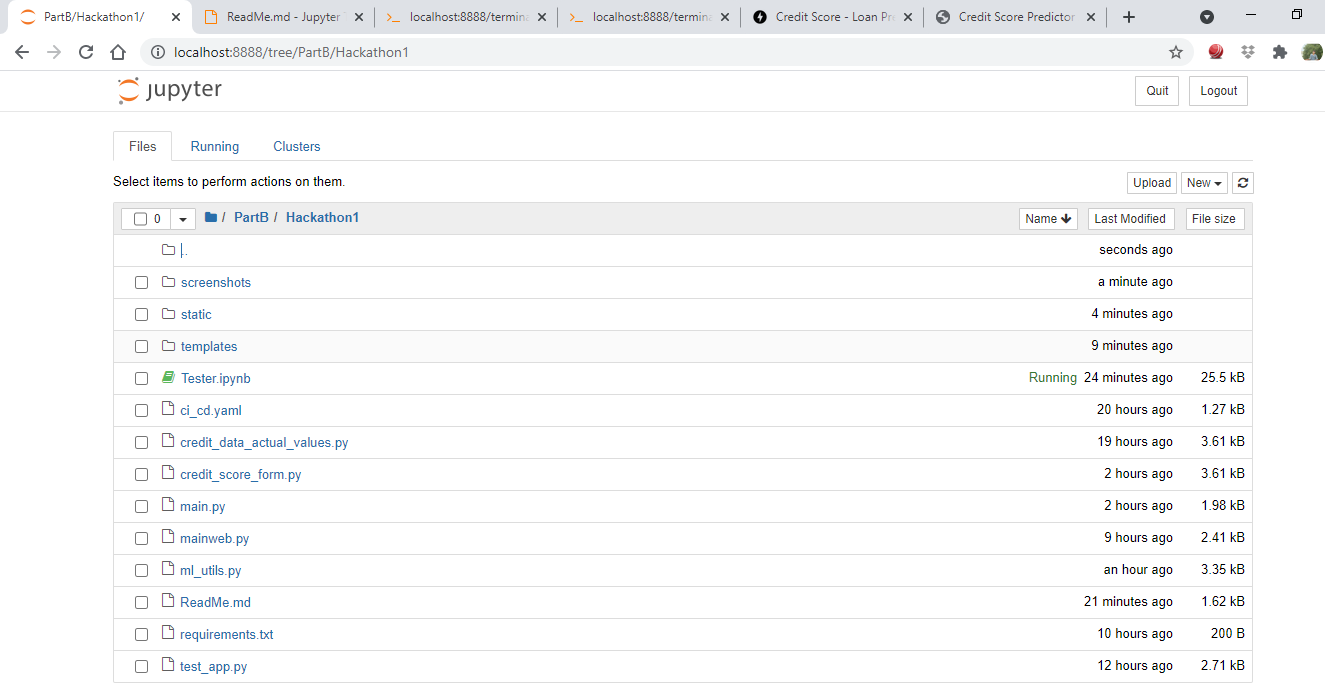 PartB/Hackathon1/ ReadMe.md - Jupyter localhost:8888/termina localhost:8888/termina Credit Score - Loan Pr Credit Score Predictor
localhost:8888/tree/PartB/Hackathon1
jupyter Quit Logout
Files Running Clusters
Select items to perform actions on them. Upload New
0 / PartB / Hackathon1 Name Last Modified File size
.. seconds ago
screenshots a minute ago
static 4 minutes ago
templates 9 minutes ago
Tester.ipynb Running 24 minutes ago 25.5 kB
ci_cd.yaml 20 hours ago 1.27 kB
credit_data_actual_values.py 19 hours ago 3.61 kB
credit_score_form.py 2 hours ago 3.61 kB
main.py 2 hours ago 1.98 kB
mainweb.py 9 hours ago 2.41 kB
ml_utils.py an hour ago 3.35 kB
ReadMe.md 21 minutes ago 1.62 kB
requirements.txt 10 hours ago 200 B
test_app.py 12 hours ago 2.71 kB